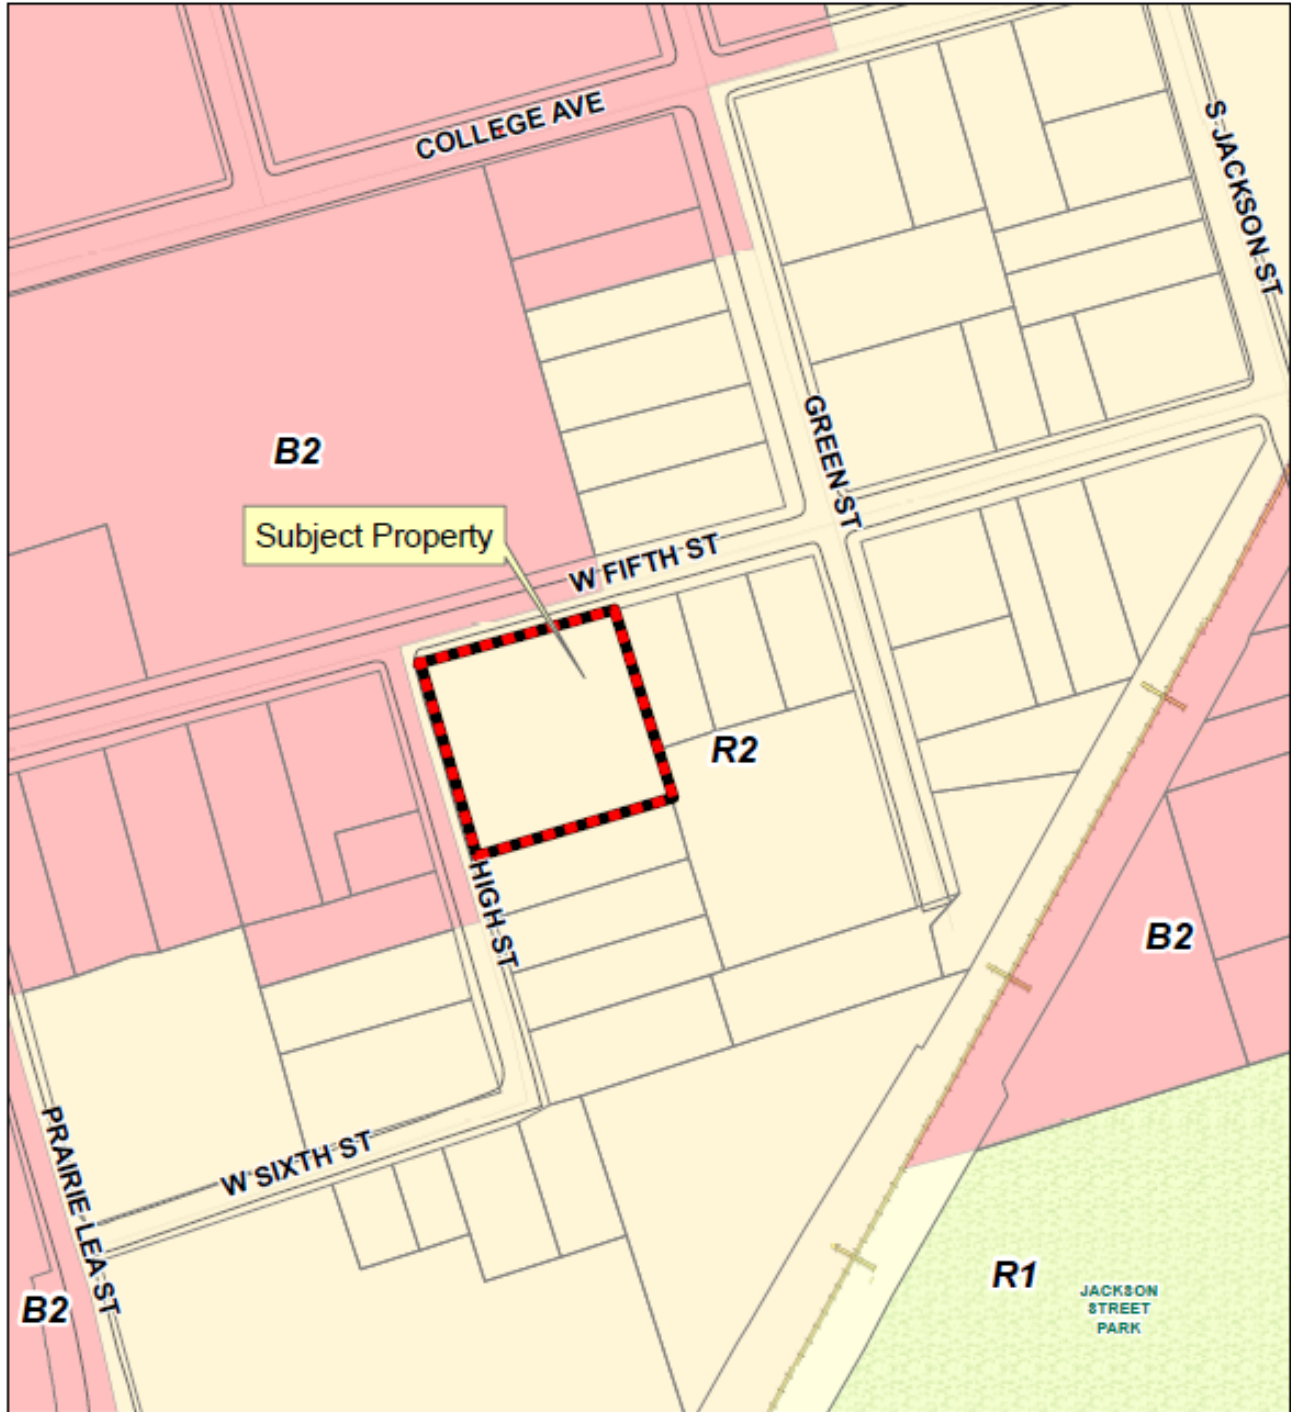 COLLEGE AVE
S JACKSON ST
B2
GREEN ST
Subject Property
W FIFTH ST
R2
HIGH ST
B2
PRAIRIE LEA ST
W SIXTH ST
B2
R1
JACKSON
STREET
PARK